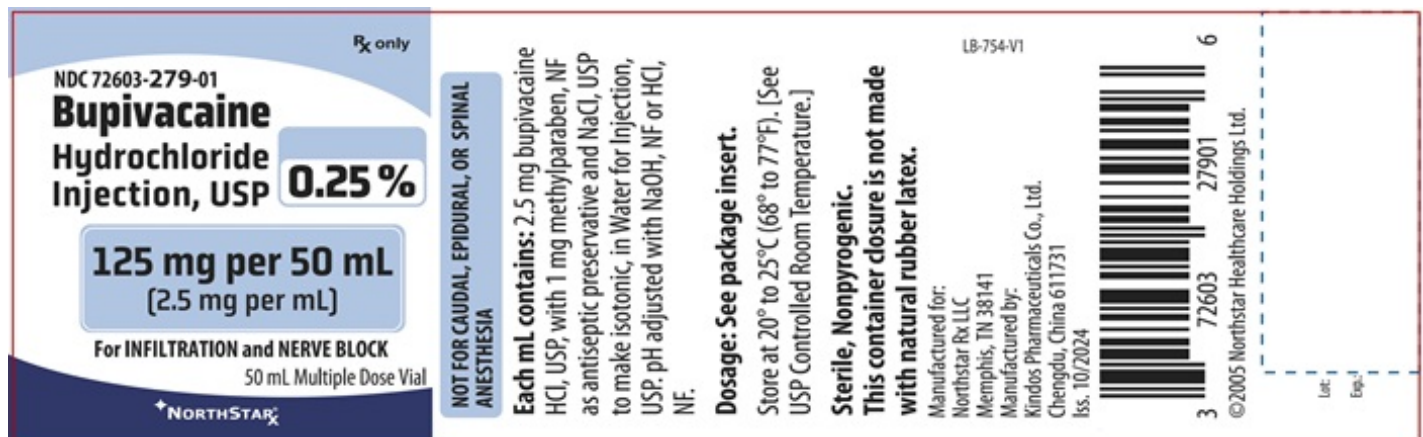 Rx only
NDC 72603-279-01
Bupivacaine
Hydrochloride
Injection, USP
0.25%
125 mg per 50 mL
(2.5 mg per mL)
For INFILTRATION and NERVE BLOCK
50 mL Multiple Dose Vial
NORTHSTAR Rx
NOT FOR CAUDAL, EPIDURAL, OR SPINAL
ANESTHESIA
Each mL contains: 2.5 mg bupivacaine
HCl, USP, with 1 mg methylparaben, NF
as antiseptic preservative and NaCl, USP
to make isotonic, in Water for Injection,
USP. pH adjusted with NaOH, NF or HCl,
NF.
Dosage: See package insert.
Store at 20° to 25°C (68° to 77°F). [See
USP Controlled Room Temperature.]
Sterile, Nonpyrogenic.
This container closure is not made
with natural rubber latex.
Manufactured for:
Northstar Rx LLC
Memphis, TN 38141
Manufactured by:
Kindos Pharmaceuticals Co., Ltd.
Chengdu, China 611731
Iss. 10/2024
LB-754-V1
3 72603 27901 6
©2005 Northstar Healthcare Holdings Ltd.
Lot:
Exp.: